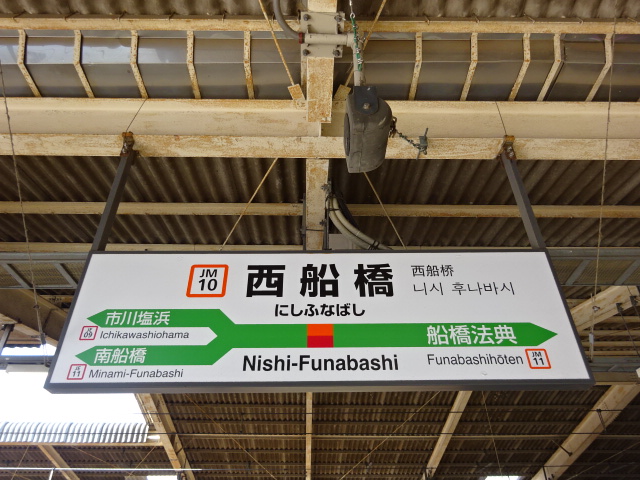 JM
10
西船橋
西船桥
니시 후나바시
にしふなばし
市川塩浜
JE
09
Ichikawashiohama
南船橋
JE
11
Minami-Funabashi
Nishi-Funabashi
船橋法典
Funabashihōten
JM
11